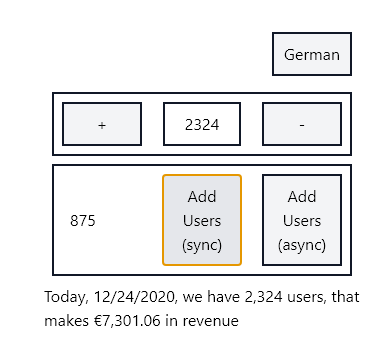 German
+ 2324 -
875
Add
Users
(sync)
Add
Users
(async)
Today, 12/24/2020, we have 2,324 users, that
makes €7,301.06 in revenue